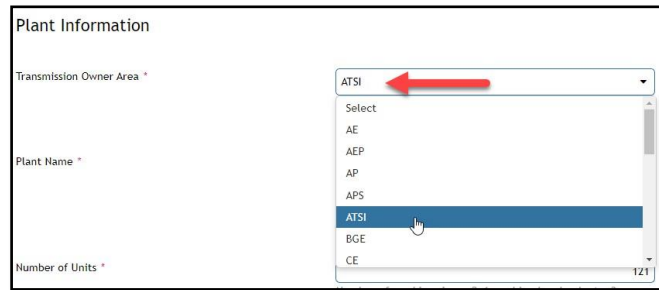 Plant Information
Transmission Owner Area *
ATSI
Select
AE
AEP
AP
Plant Name *
APS
ATSI
BGE
CE
Number of Units *
121